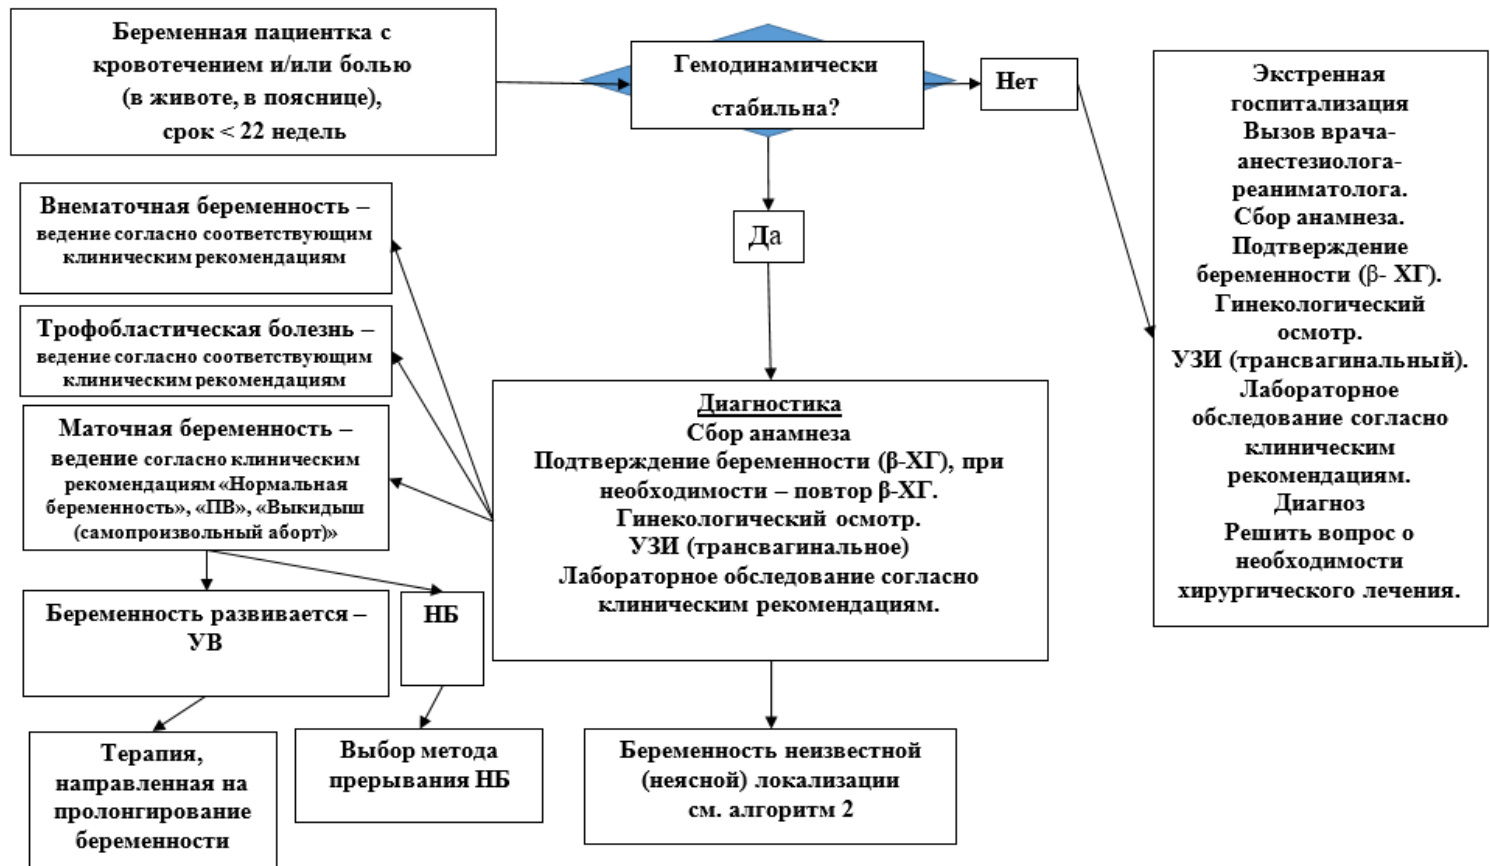 Беременная пациентка с
кровотечением и/или болью
(в животе, в пояснице),
срок < 22 недель
Гемодинамически
стабильна?
Нет
Экстренная
госпитализация
Вызов врача-
анестезиолога-
реаниматолога.
Сбор анамнеза.
Подтверждение
беременности (β- ХГ).
Гинекологический
осмотр.
УЗИ (трансвагинальный).
Лабораторное
обследование согласно
клиническим
рекомендациям.
Диагноз
Решить вопрос о
необходимости
хирургического лечения.
Да
Внематочная беременность –
ведение согласно соответствующим
клиническим рекомендациям
Трофобластическая болезнь –
ведение согласно соответствующим
клиническим рекомендациям
Маточная беременность –
ведение согласно клиническим
рекомендациям «Нормальная
беременность», «ПВ», «Выкидыш
(самопроизвольный аборт)»
Диагностика
Сбор анамнеза
Подтверждение беременности (β-ХГ), при
необходимости – повтор β-ХГ.
Гинекологический осмотр.
УЗИ (трансвагинальное)
Лабораторное обследование согласно
клиническим рекомендациям.
Беременность развивается –
УВ
НБ
Терапия,
направленная на
пролонгирование
беременности
Выбор метода
прерывания НБ
Беременность неизвестной
(неясной) локализации
см. алгоритм 2